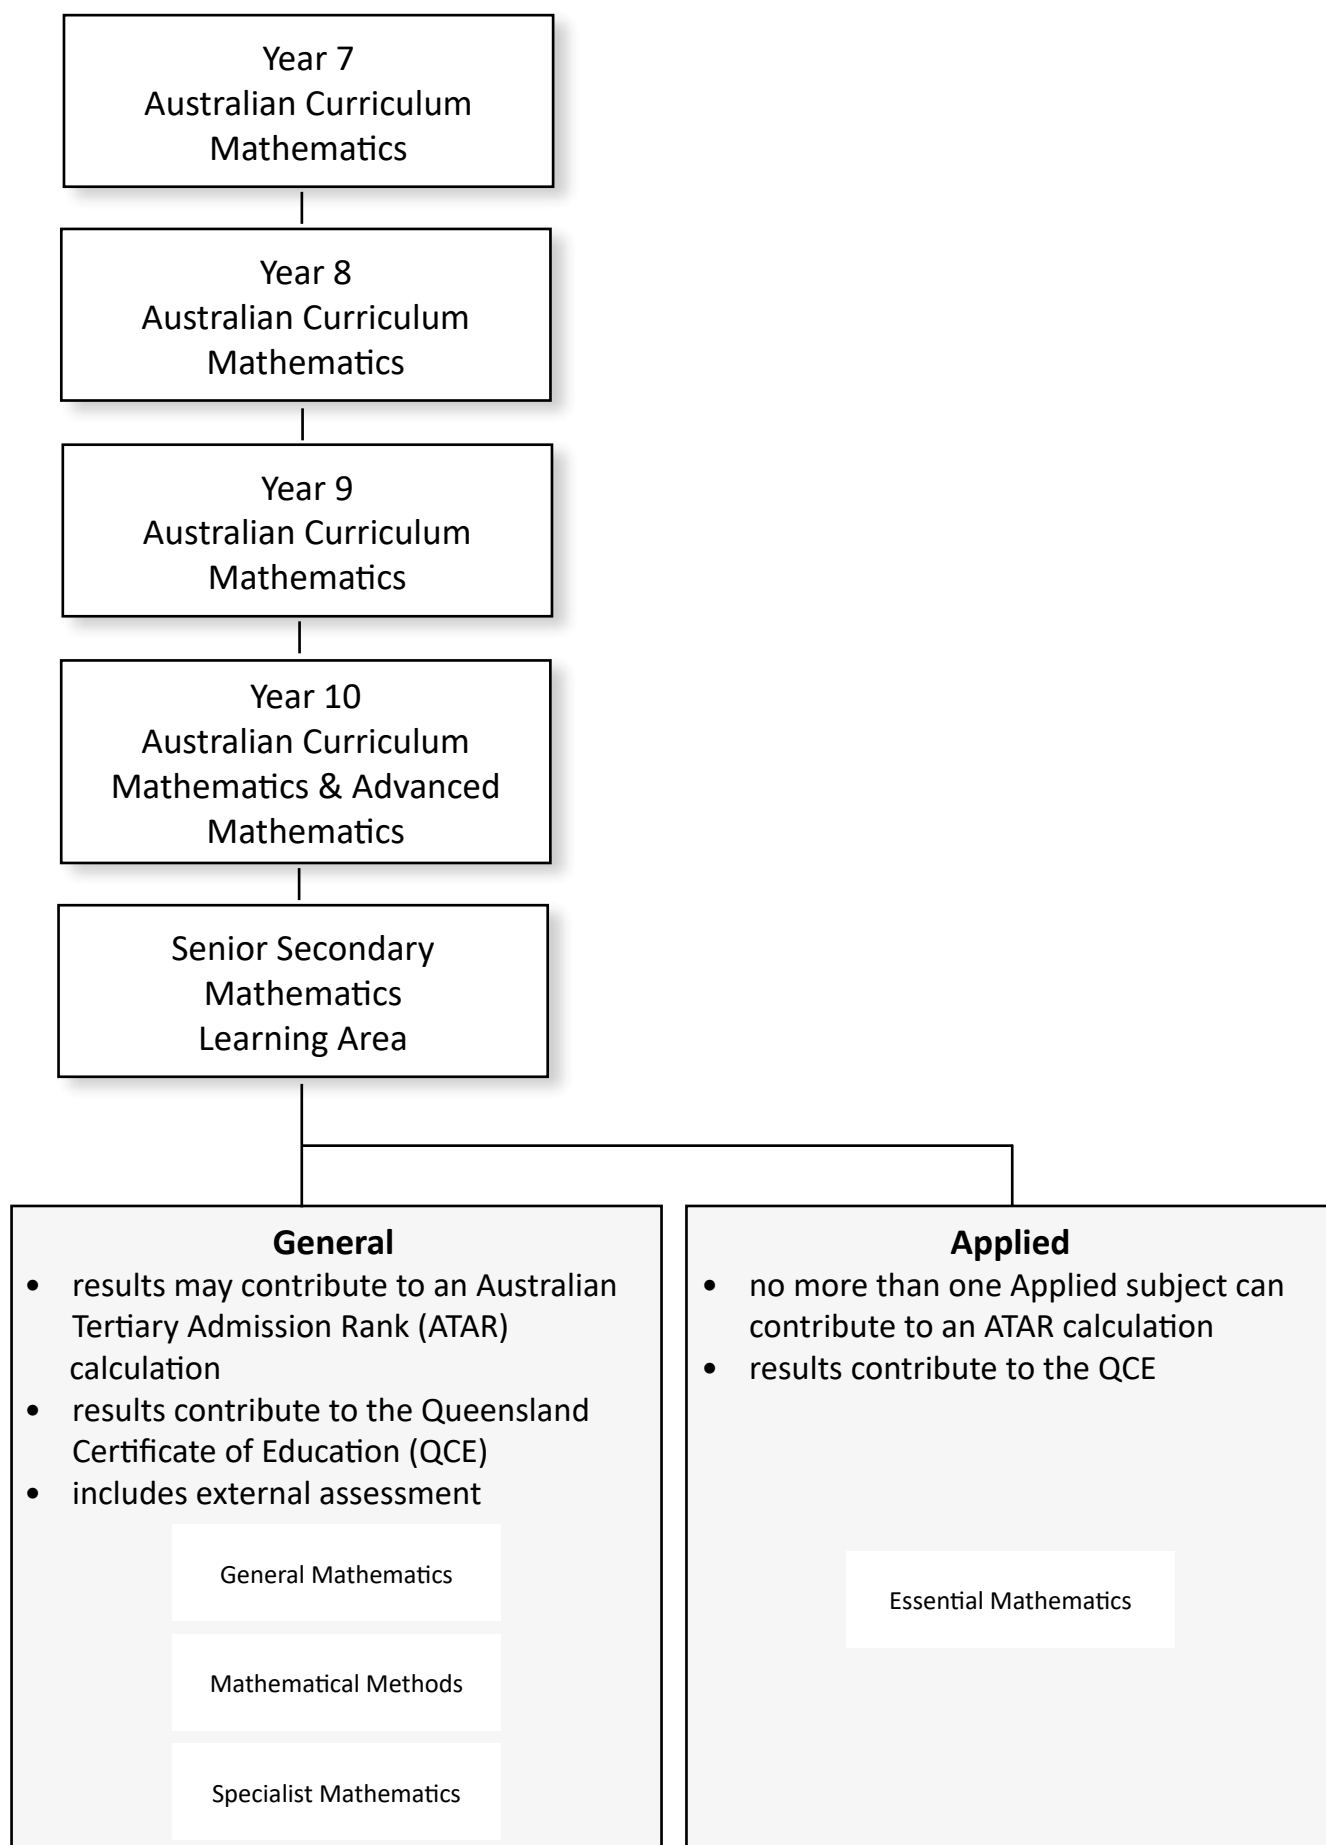 Year 7
Australian Curriculum
Mathematics
Year 8
Australian Curriculum
Mathematics
Year 9
Australian Curriculum
Mathematics
Year 10
Australian Curriculum
Mathematics & Advanced
Mathematics
Senior Secondary
Mathematics
Learning Area
General
• results may contribute to an Australian
Tertiary Admission Rank (ATAR)
calculation
• results contribute to the Queensland
Certificate of Education (QCE)
• includes external assessment
General Mathematics
Mathematical Methods
Specialist Mathematics
Applied
• no more than one Applied subject can
contribute to an ATAR calculation
• results contribute to the QCE
Essential Mathematics